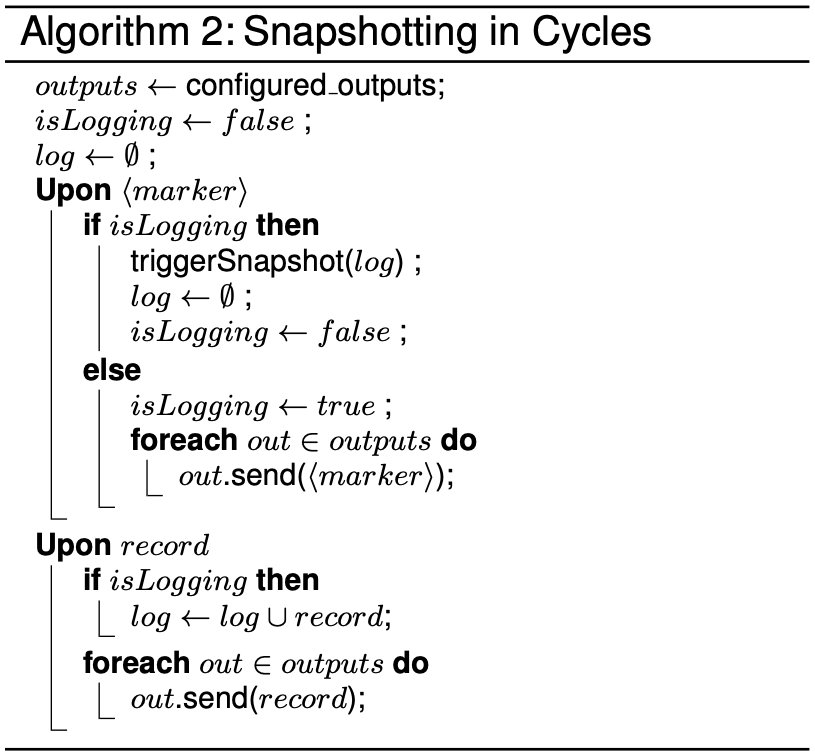 Algorithm 2: Snapshotting in Cycles
outputs ← configured_outputs;
isLogging ← false ;
log ← ∅ ;
Upon ⟨marker⟩
if isLogging then
triggerSnapshot(log) ;
log ← ∅ ;
isLogging ← false ;
else
isLogging ← true ;
foreach out ∈ outputs do
out.send(⟨marker⟩);
Upon record
if isLogging then
log ← log ∪ record;
foreach out ∈ outputs do
out.send(record);